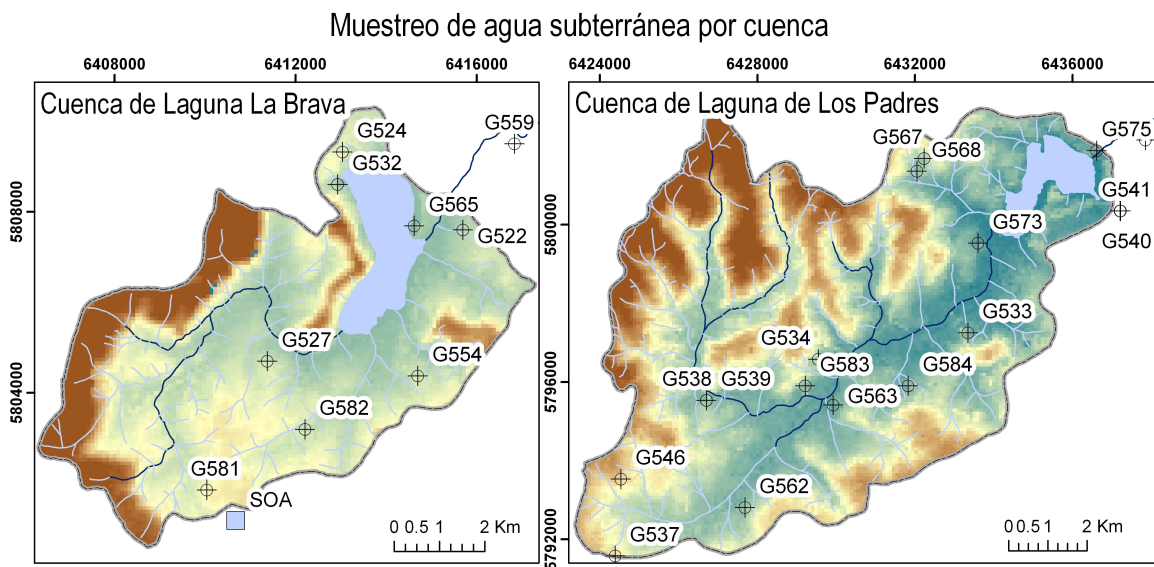 Muestreo de agua subterránea por cuenca
6408000 6412000 6416000
6424000 6428000 6432000 6436000
Cuenca de Laguna La Brava
Cuenca de Laguna de Los Padres
5808000
5804000
G524
G559
G532
G565
G522
G527
G554
G582
G581
SOA
0 0.5 1 2 Km
5800000
5796000
5792000
G567
G568
G575
G541
G573
G540
G533
G534
G583
G584
G538
G539
G563
G546
G562
G537
0 0.5 1 2 Km